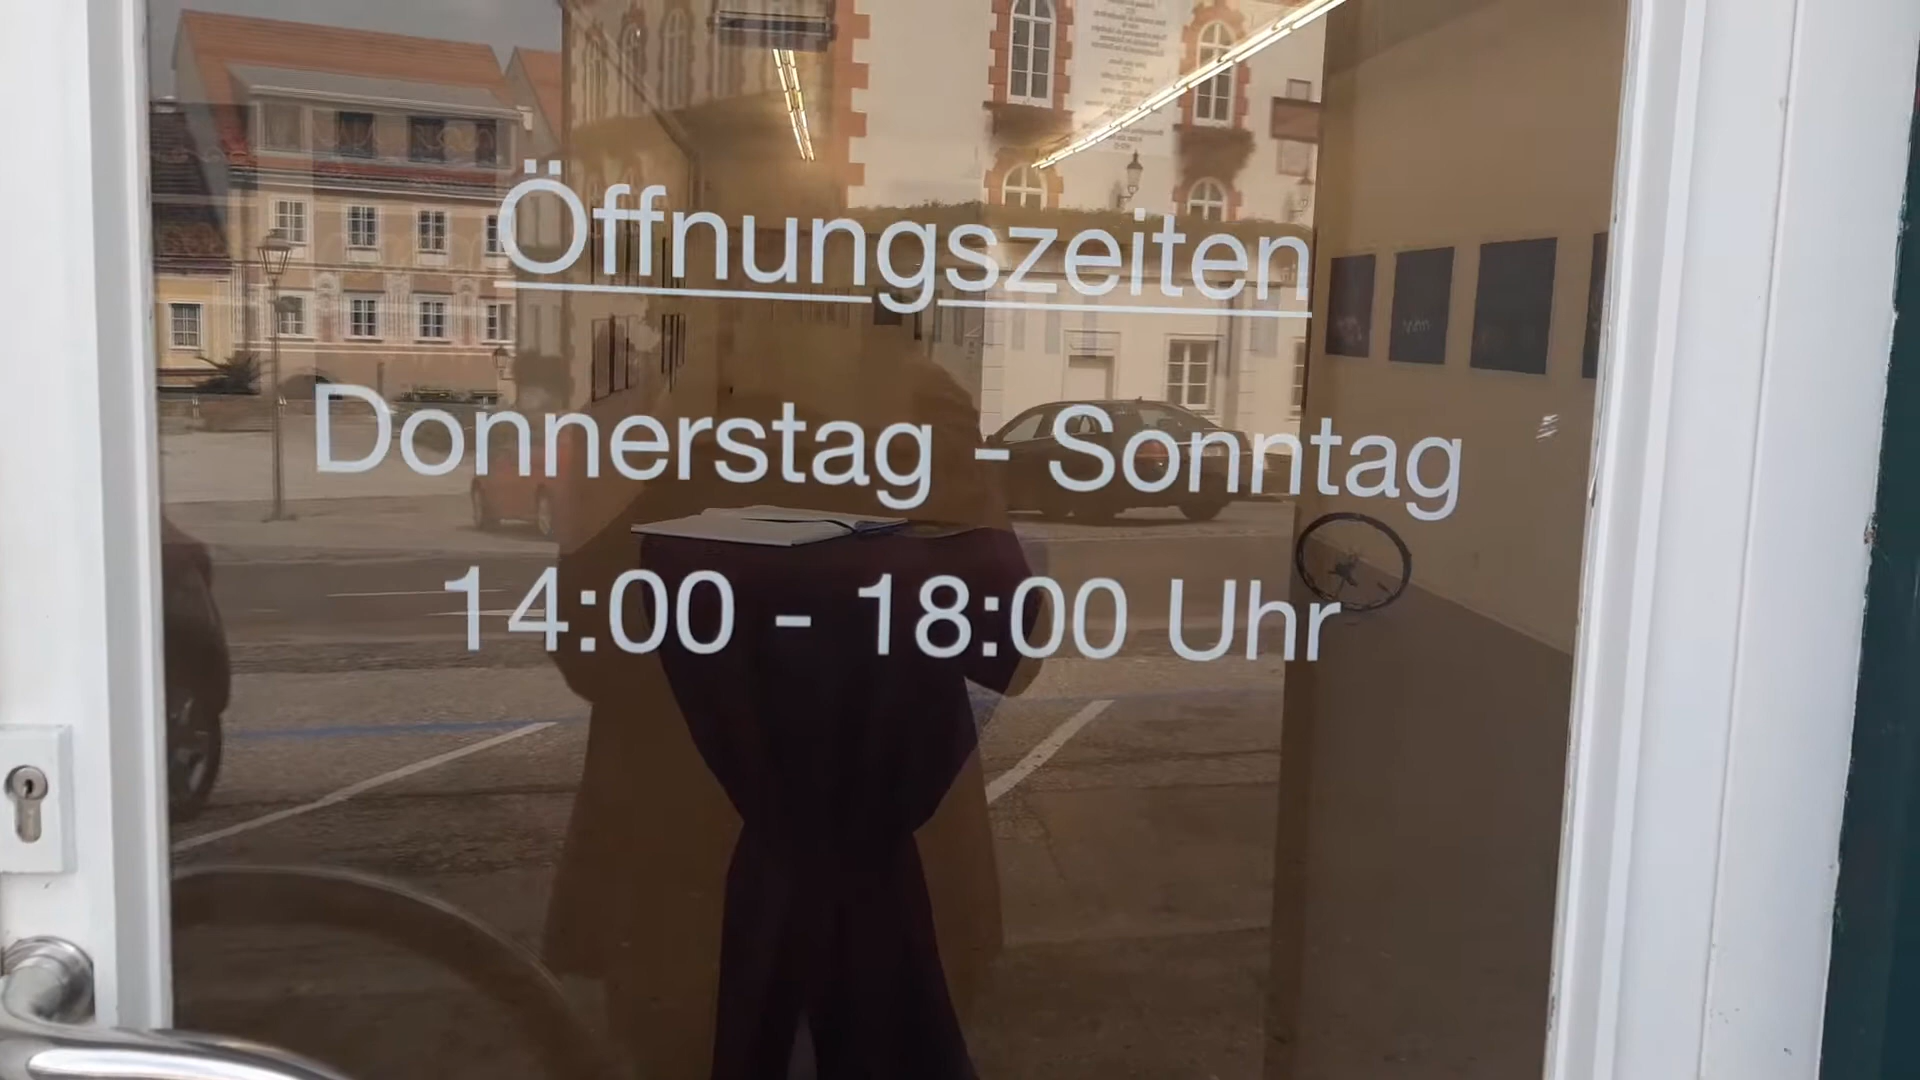 Öffnungszeiten
Donnerstag - Sonntag
14:00 - 18:00 Uhr